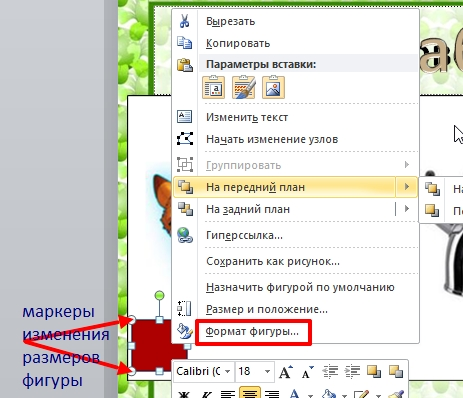 Вырезать
Копировать
Параметры вставки:
Изменить текст
Начать изменение узлов
Группировать
На передний план
На
На задний план
По
Гиперссылка...
Сохранить как рисунок...
Назначить фигурой по умолчанию
Размер и положение...
Формат фигуры...
маркеры
изменения
размеров
фигуры
Calibri (С
18
А А
Ж К